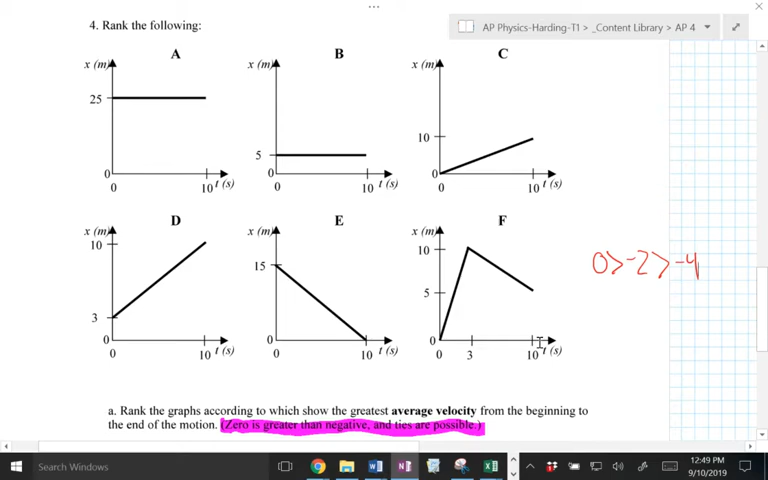 4. Rank the following:
AP Physics-Harding-T1 > _Content Library > AP 4
A
B
C
x (m)
x (m)
x (m)
25
10
5
0
0
0
0
10
t (s)
0
10
t (s)
0
10
t (s)
D
E
F
x (m)
x (m)
x (m)
10
15
10
0>-2>-4
5
3
0
0
0
0
10
t (s)
0
10
t (s)
0
3
10
t (s)
a. Rank the graphs according to which show the greatest average velocity from the beginning to
the end of the motion. (Zero is greater than negative, and ties are possible.)
Search Windows
12:49 PM
9/10/2019